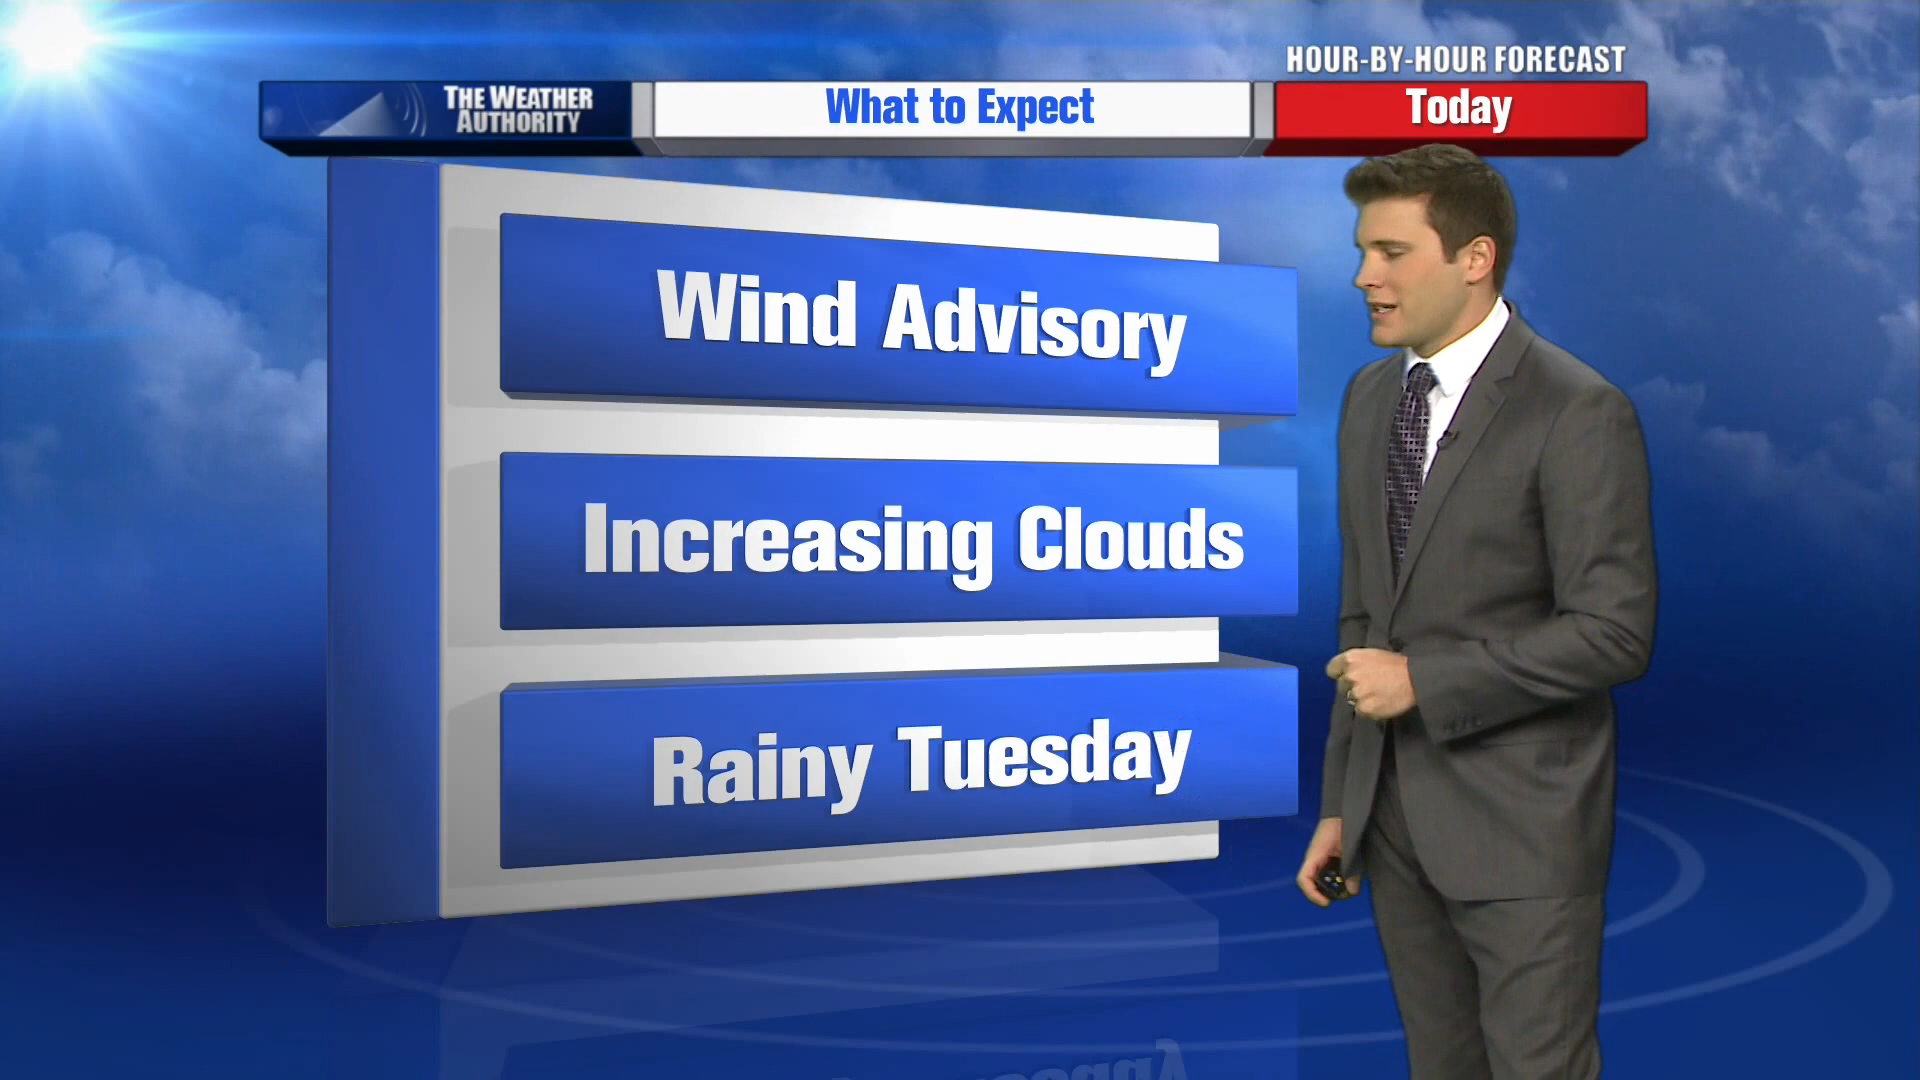 HOUR-BY-HOUR FORECAST
THE WEATHER
AUTHORITY
What to Expect
Today
Wind Advisory
Increasing Clouds
Rainy Tuesday